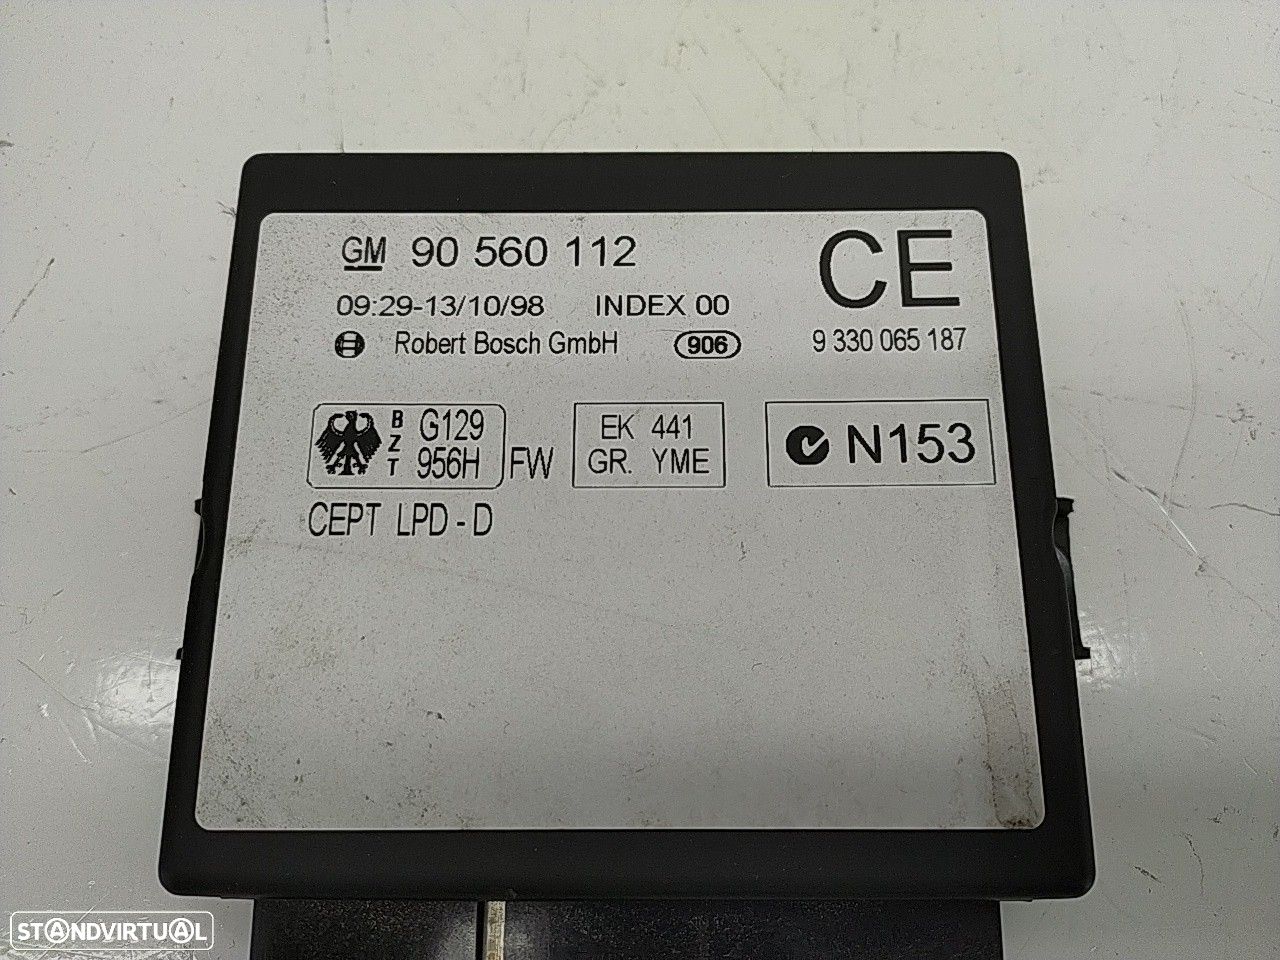 GM 90 560 112
CE
09:29-13/10/98 INDEX 00
Robert Bosch GmbH 906 9 330 065 187
BZT G129 956H FW
EK 441
GR. YME
N153
CEPT LPD - D
STANDVIRTUAL